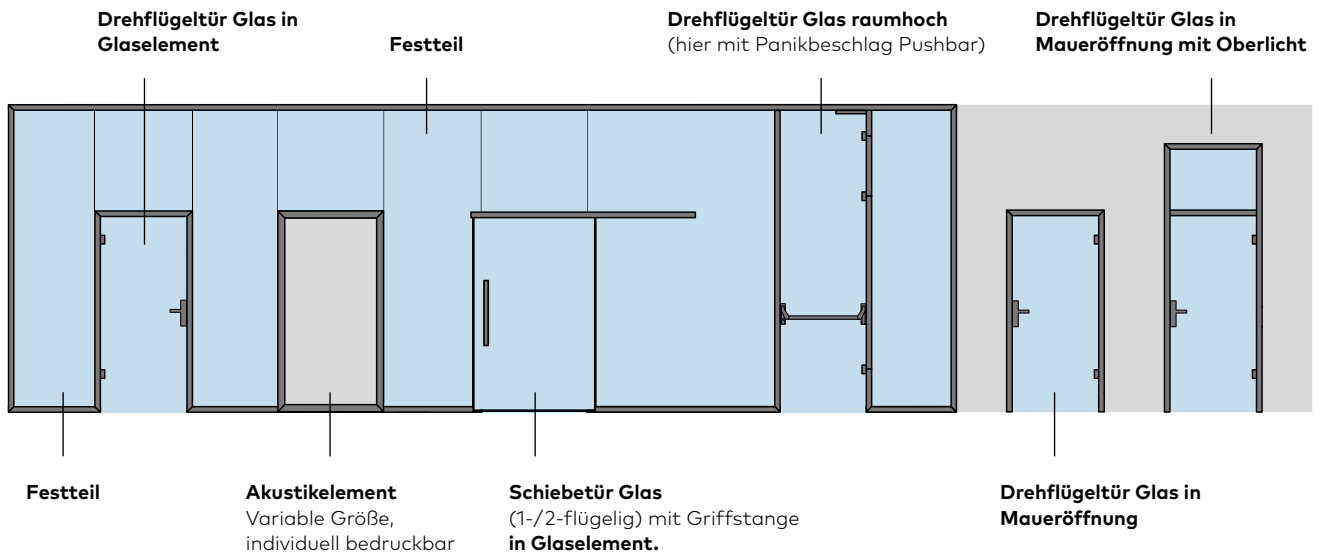 Drehflügeltür Glas in
Glaselement
Festteil
Drehflügeltür Glas raumhoch
(hier mit Panikbeschlag Pushbar)
Drehflügeltür Glas in
Maueröffnung mit Oberlicht
Festteil
Akustikelement
Variable Größe,
individuell bedruckbar
Schiebetür Glas
(1-/2-flügelig) mit Griffstange
in Glaselement.
Drehflügeltür Glas in
Maueröffnung